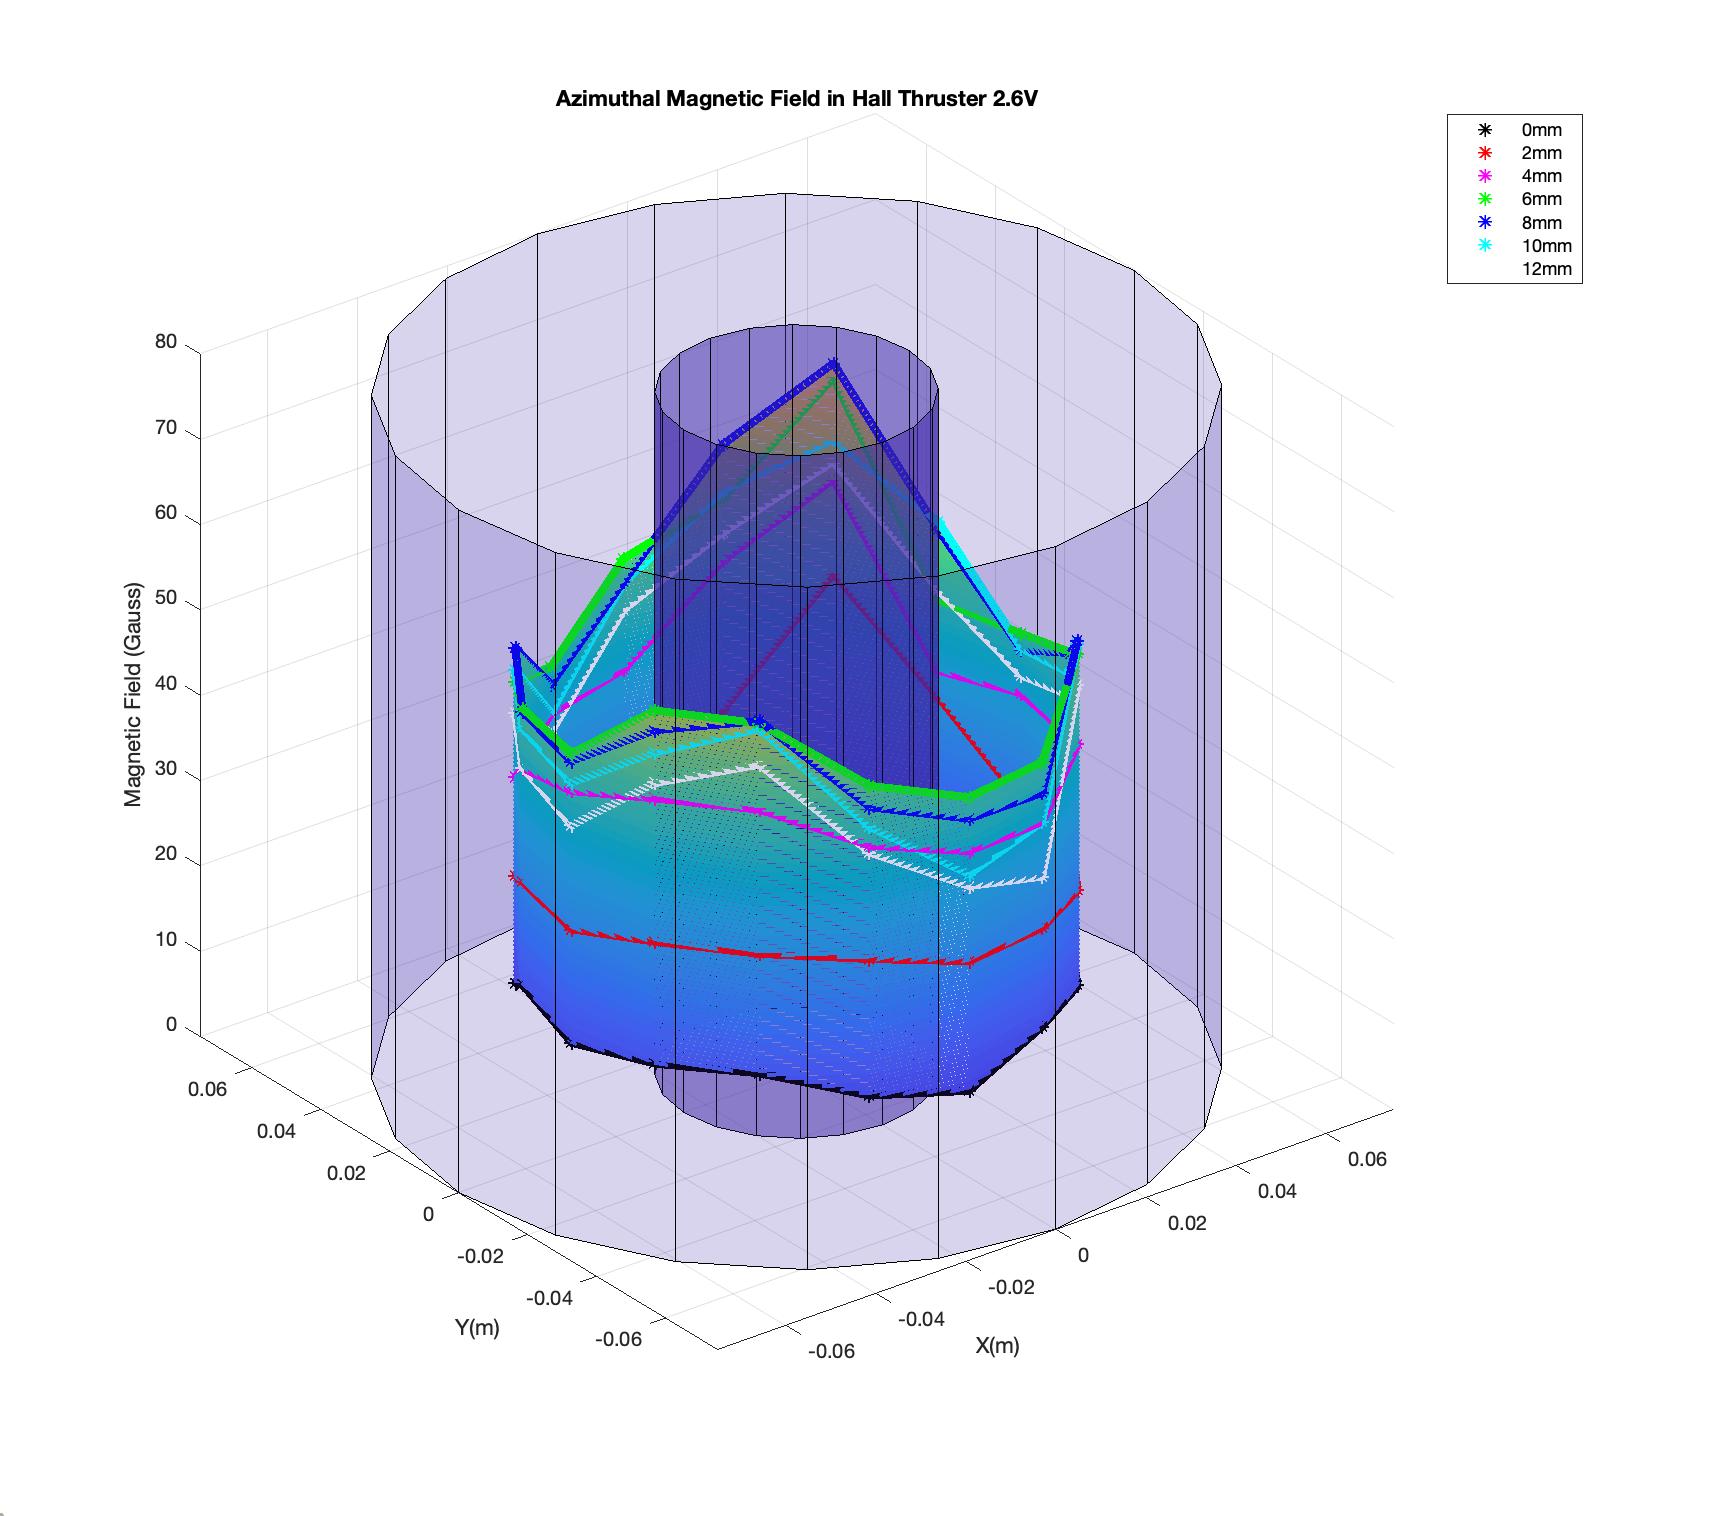 Azimuthal Magnetic Field in Hall Thruster 2.6V
0mm
2mm
4mm
6mm
8mm
10mm
12mm
80
70
60
50
40
30
20
10
0
Magnetic Field (Gauss)
0.06
0.04
0.02
0
-0.02
-0.04
-0.06
Y(m)
0.06
0.04
0.02
0
-0.02
-0.04
-0.06
X(m)